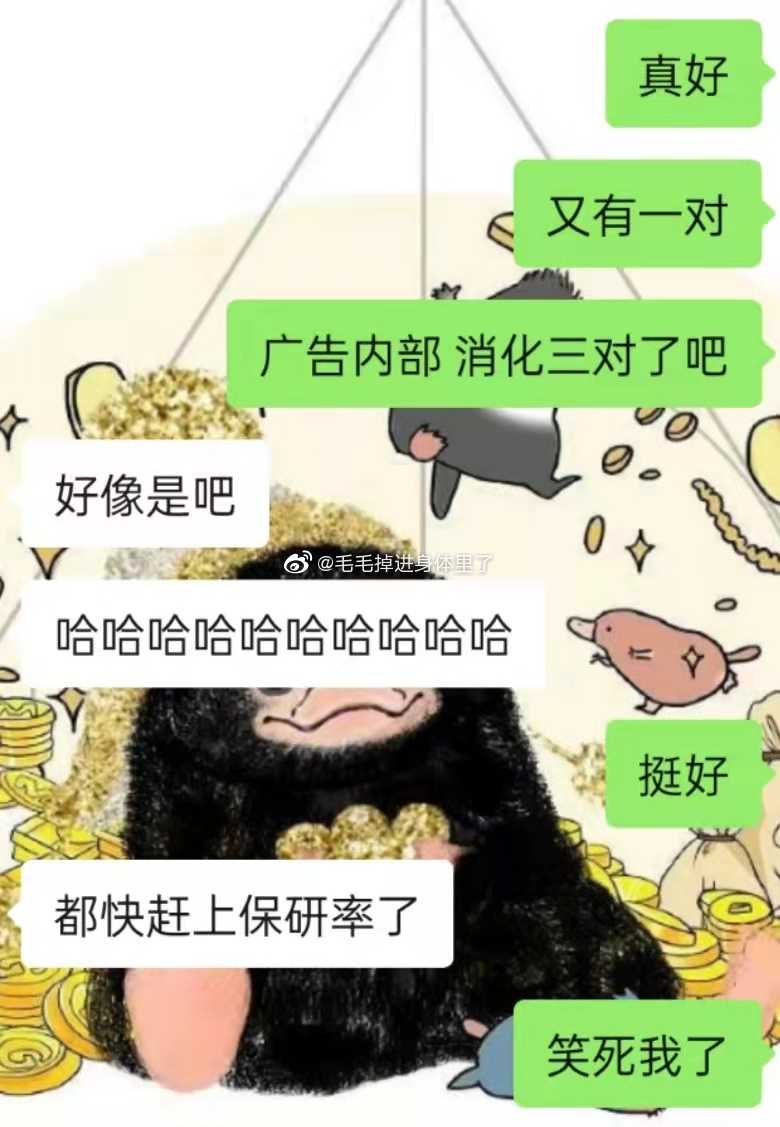 真好
又有一对
广告内部 消化三对了吧
好像是吧
@毛毛掉进身体里了
哈哈哈哈哈哈哈哈哈哈
挺好
都快赶上保研率了
笑死我了